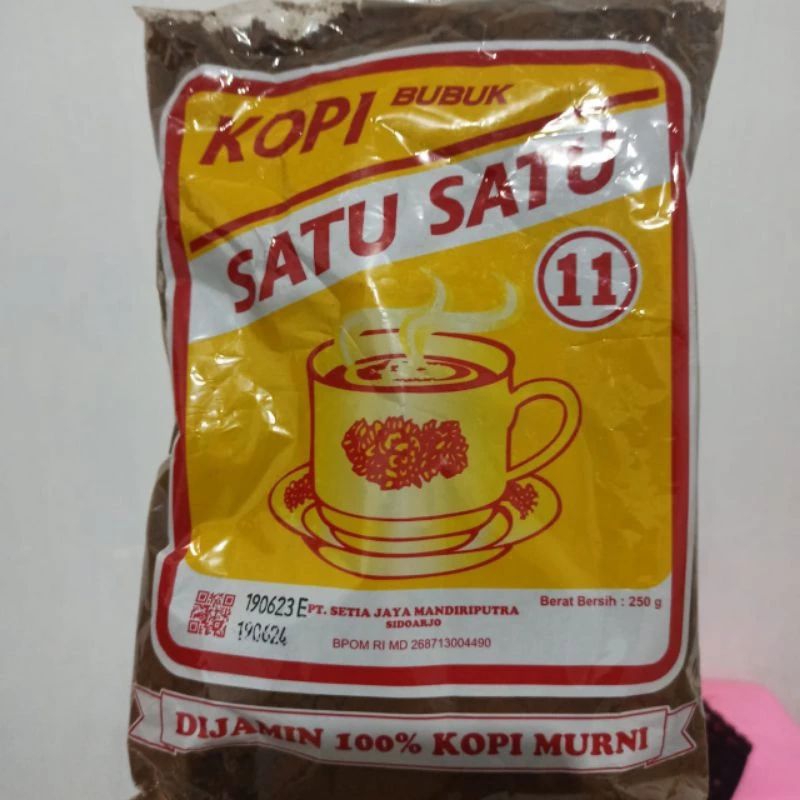 KOPI BUBUK
SATU SATU
11
190623 E
190624
PT. SETIA JAYA MANDIRIPUTRA
SIDOARJO
BPOM RI MD 268713004490
Berat Bersih : 250 g
DIJAMIN 100% KOPI MURNI